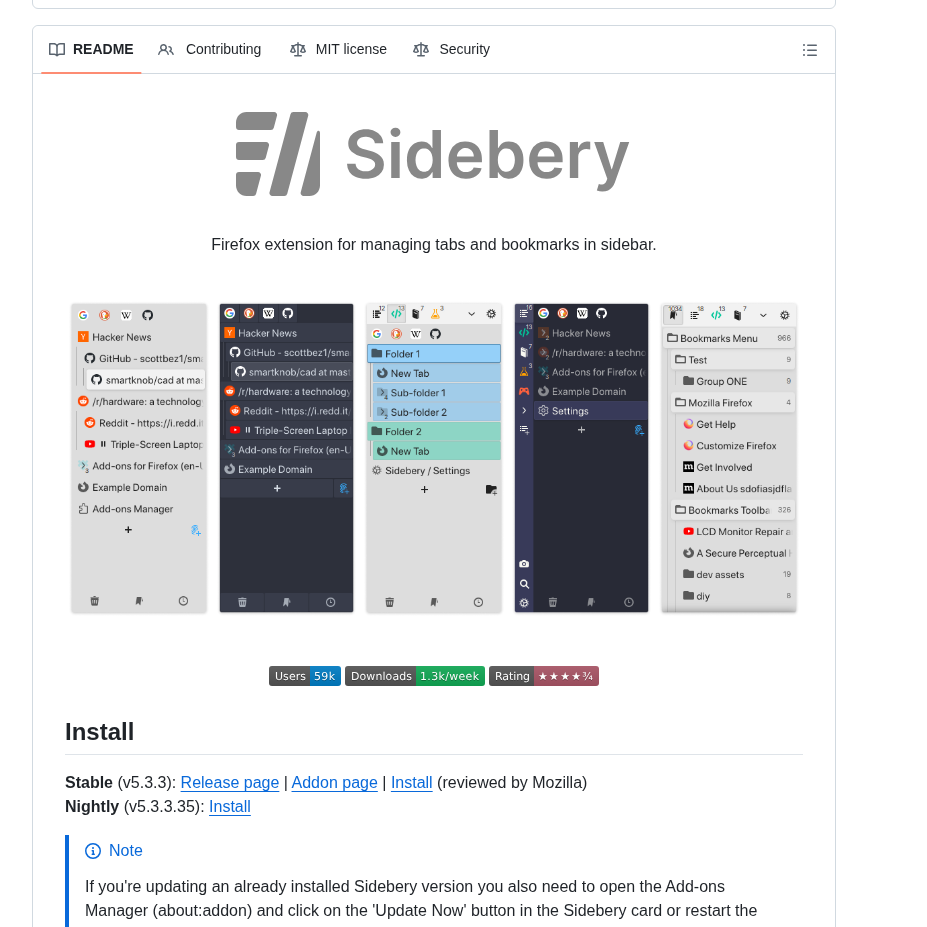 README
Contributing
MIT license
Security
Sidebery
Firefox extension for managing tabs and bookmarks in sidebar.
Hacker News
GitHub - scottbez1/sma
smartknob/cad at ma
/r/hardware: a technology
Reddit - https://i.redd.it
Triple-Screen Laptop
Add-ons for Firefox (en-U
Example Domain
Add-ons Manager
Hacker News
GitHub - scottbez1/sma
smartknob/cad at mast
/r/hardware: a technology
Reddit - https://i.redd.it
Triple-Screen Laptop
Add-ons for Firefox (en-U
Example Domain
12 13 7 3
Folder 1
New Tab
Sub-folder 1
Sub-folder 2
Folder 2
New Tab
Sidebery / Settings
Hacker News
/r/hardware: a techno
Add-ons for Firefox (
Example Domain
Settings
18 13 7
Bookmarks Menu 966
Test 9
Group ONE 9
Mozilla Firefox 4
Get Help
Customize Firefox
Get Involved
About Us sdofiasjdfla
Bookmarks Toolba 326
LCD Monitor Repair a
A Secure Perceptual
dev assets 19
diy 8
Users 59k
Downloads 1.3k/week
Rating ★★★★¾
Install
Stable (v5.3.3): Release page | Addon page | Install (reviewed by Mozilla)
Nightly (v5.3.3.35): Install
Note
If you're updating an already installed Sidebery version you also need to open the Add-ons
Manager (about:addon) and click on the 'Update Now' button in the Sidebery card or restart the